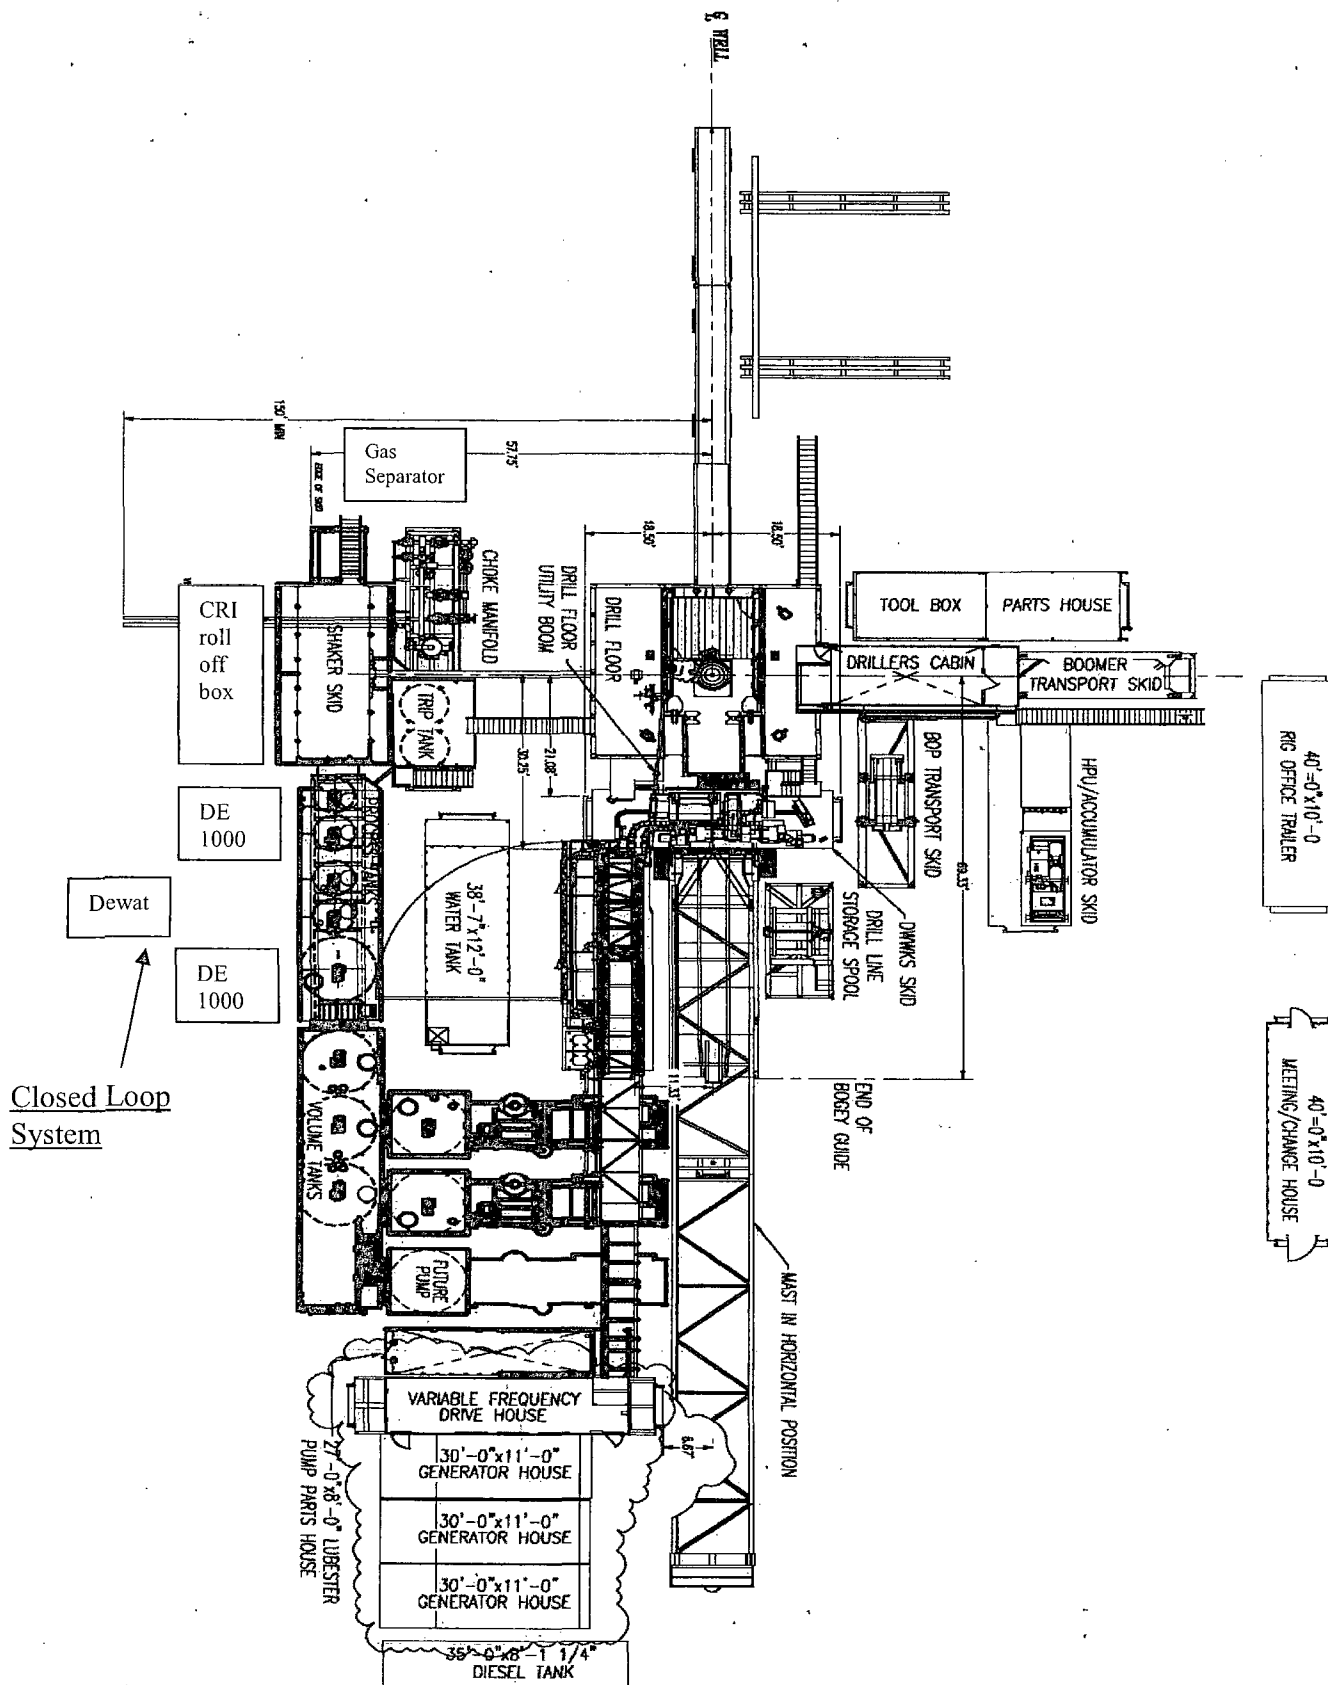 ℄ WELL
150' MIN
57.75'
Gas
Separator
EDGE OF SKID
18.50'
18.50'
CHOKE MANIFOLD
DRILL FLOOR
UTILITY BOOM
DRILL FLOOR
TOOL BOX
PARTS HOUSE
CRI
roll
off
box
SHAKER SKID
DRILLERS CABIN
BOOMER
TRANSPORT SKID
TRIP
TANK
30.25'
21.08'
BOP TRANSPORT SKID
HPU/ACCUMULATOR SKID
40'=0"x10'-0
RIG OFFICE TRAILER
DE
1000
PROCESS TANKS
69.33'
38'-7"x12'-0"
WATER TANK
Dewat
DRILL LINE
STORAGE SPOOL
DWWKS SKID
DE
1000
Closed Loop
System
VOLUME TANKS
11.33'
END OF
BOGEY GUIDE
40'=0"x10'-0
MEETING/CHANGE HOUSE
FUTURE
PUMP
MAST IN HORIZONTAL POSITION
VARIABLE FREQUENCY
DRIVE HOUSE
6.67'
27'-0"x8'-0" LUBESTER
PUMP PARTS HOUSE
30'-0"x11'-0"
GENERATOR HOUSE
30'-0"x11'-0"
GENERATOR HOUSE
30'-0"x11'-0"
GENERATOR HOUSE
35'-0"x8'-1 1/4"
DIESEL TANK